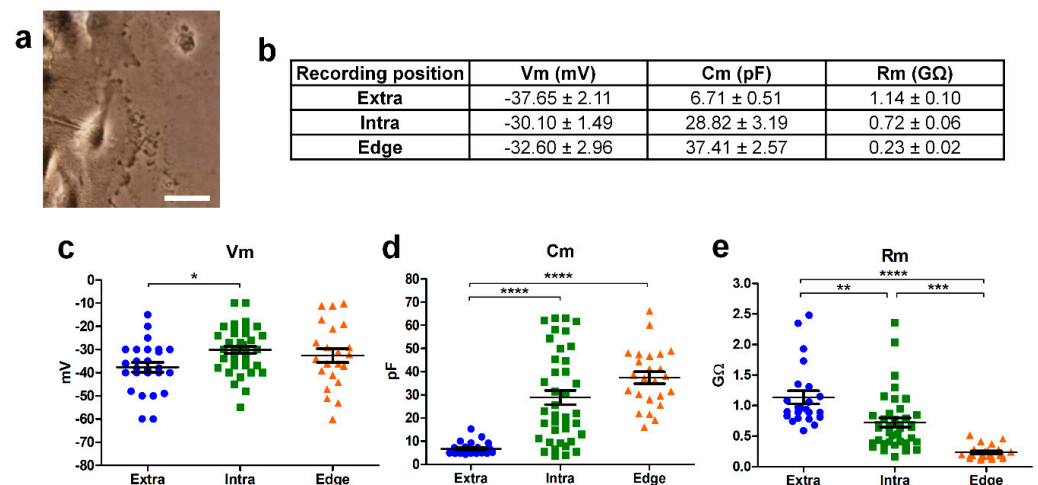 a
b
Recording position Vm (mV) Cm (pF) Rm (GΩ)
Extra -37.65 ± 2.11 6.71 ± 0.51 1.14 ± 0.10
Intra -30.10 ± 1.49 28.82 ± 3.19 0.72 ± 0.06
Edge -32.60 ± 2.96 37.41 ± 2.57 0.23 ± 0.02
c
Vm
*
mV
0
-10
-20
-30
-40
-50
-60
-70
-80
Extra Intra Edge
d
Cm
****
****
pF
80
70
60
50
40
30
20
10
0
Extra Intra Edge
e
Rm
****
** ***
GΩ
3.0
2.5
2.0
1.5
1.0
0.5
0.0
Extra Intra Edge